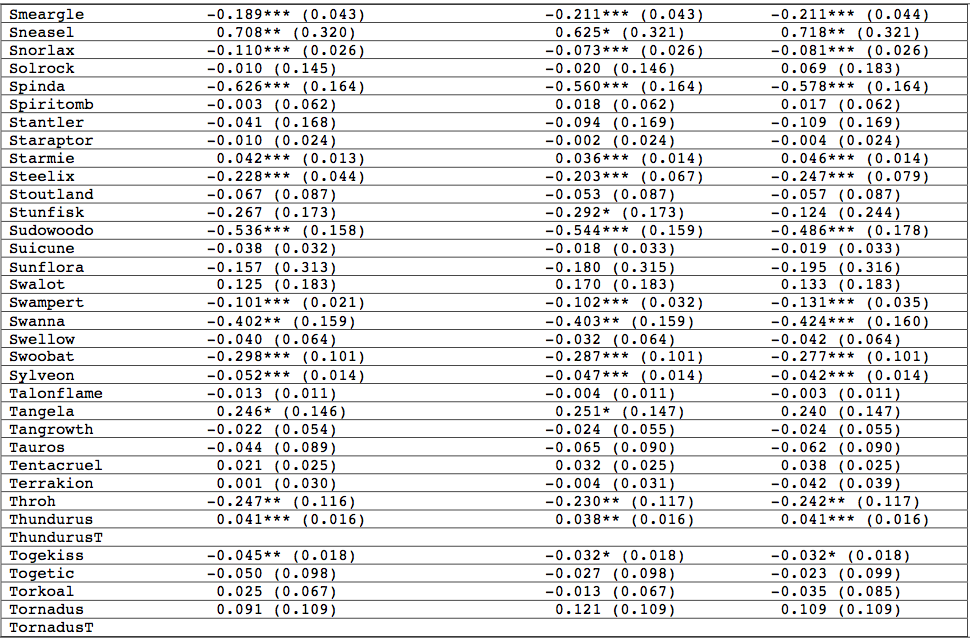 Smeargle -0.189*** (0.043) -0.211*** (0.043) -0.211*** (0.044)
Sneasel 0.708** (0.320) 0.625* (0.321) 0.718** (0.321)
Snorlax -0.110*** (0.026) -0.073*** (0.026) -0.081*** (0.026)
Solrock -0.010 (0.145) -0.020 (0.146) 0.069 (0.183)
Spinda -0.626*** (0.164) -0.560*** (0.164) -0.578*** (0.164)
Spiritomb -0.003 (0.062) 0.018 (0.062) 0.017 (0.062)
Stantler -0.041 (0.168) -0.094 (0.169) -0.109 (0.169)
Staraptor -0.010 (0.024) -0.002 (0.024) -0.004 (0.024)
Starmie 0.042*** (0.013) 0.036*** (0.014) 0.046*** (0.014)
Steelix -0.228*** (0.044) -0.203*** (0.067) -0.247*** (0.079)
Stoutland -0.067 (0.087) -0.053 (0.087) -0.057 (0.087)
Stunfisk -0.267 (0.173) -0.292* (0.173) -0.124 (0.244)
Sudowoodo -0.536*** (0.158) -0.544*** (0.159) -0.486*** (0.178)
Suicune -0.038 (0.032) -0.018 (0.033) -0.019 (0.033)
Sunflora -0.157 (0.313) -0.180 (0.315) -0.195 (0.316)
Swalot 0.125 (0.183) 0.170 (0.183) 0.133 (0.183)
Swampert -0.101*** (0.021) -0.102*** (0.032) -0.131*** (0.035)
Swanna -0.402** (0.159) -0.403** (0.159) -0.424*** (0.160)
Swellow -0.040 (0.064) -0.032 (0.064) -0.042 (0.064)
Swoobat -0.298*** (0.101) -0.287*** (0.101) -0.277*** (0.101)
Sylveon -0.052*** (0.014) -0.047*** (0.014) -0.042*** (0.014)
Talonflame -0.013 (0.011) -0.004 (0.011) -0.003 (0.011)
Tangela 0.246* (0.146) 0.251* (0.147) 0.240 (0.147)
Tangrowth -0.022 (0.054) -0.024 (0.055) -0.024 (0.055)
Tauros -0.044 (0.089) -0.065 (0.090) -0.062 (0.090)
Tentacruel 0.021 (0.025) 0.032 (0.025) 0.038 (0.025)
Terrakion 0.001 (0.030) -0.004 (0.031) -0.042 (0.039)
Throh -0.247** (0.116) -0.230** (0.117) -0.242** (0.117)
Thundurus 0.041*** (0.016) 0.038** (0.016) 0.041*** (0.016)
ThundurusT
Togekiss -0.045** (0.018) -0.032* (0.018) -0.032* (0.018)
Togetic -0.050 (0.098) -0.027 (0.098) -0.023 (0.099)
Torkoal 0.025 (0.067) -0.013 (0.067) -0.035 (0.085)
Tornadus 0.091 (0.109) 0.121 (0.109) 0.109 (0.109)
TornadusT